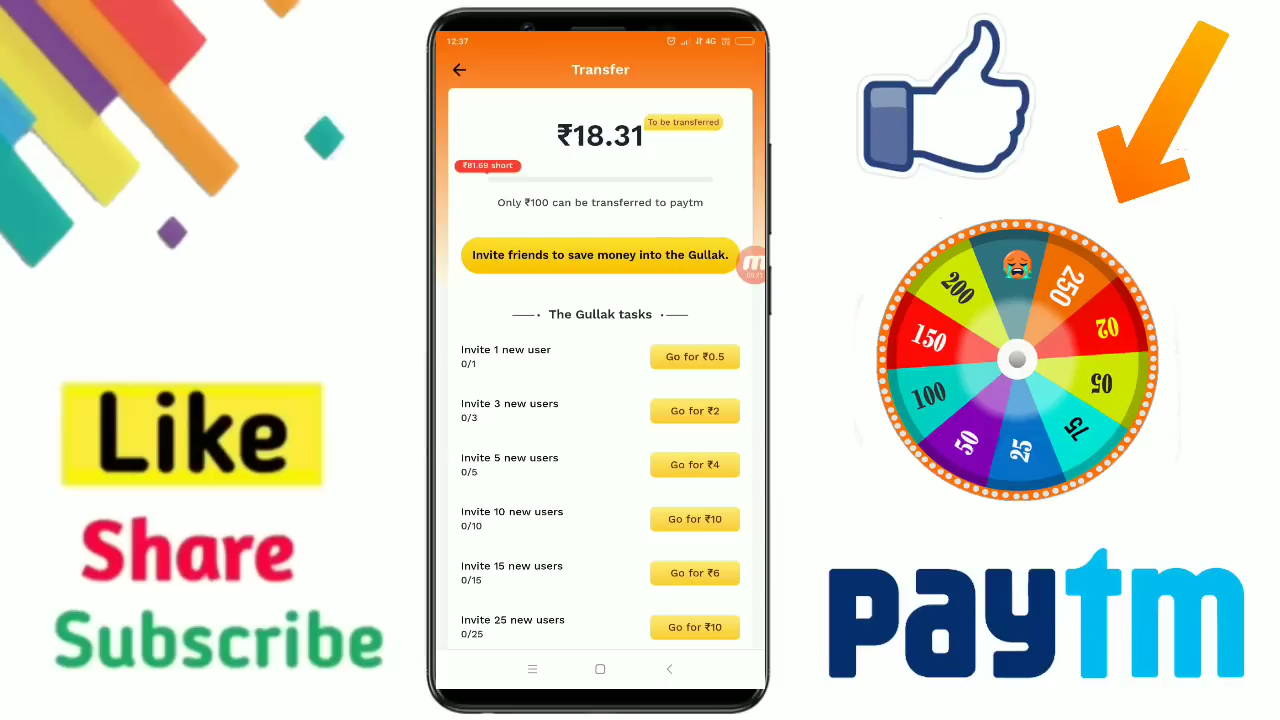 12:37
4G
Transfer
To be transferred
₹18.31
₹81.69 short
Only ₹100 can be transferred to paytm
Invite friends to save money into the Gullak.
The Gullak tasks
Invite 1 new user
0/1
Go for ₹0.5
Invite 3 new users
0/3
Go for ₹2
Invite 5 new users
0/5
Go for ₹4
Invite 10 new users
0/10
Go for ₹10
Invite 15 new users
0/15
Go for ₹6
Invite 25 new users
0/25
Go for ₹10
Like
Share
Subscribe
250
02
05
75
25
50
100
150
200
paytm